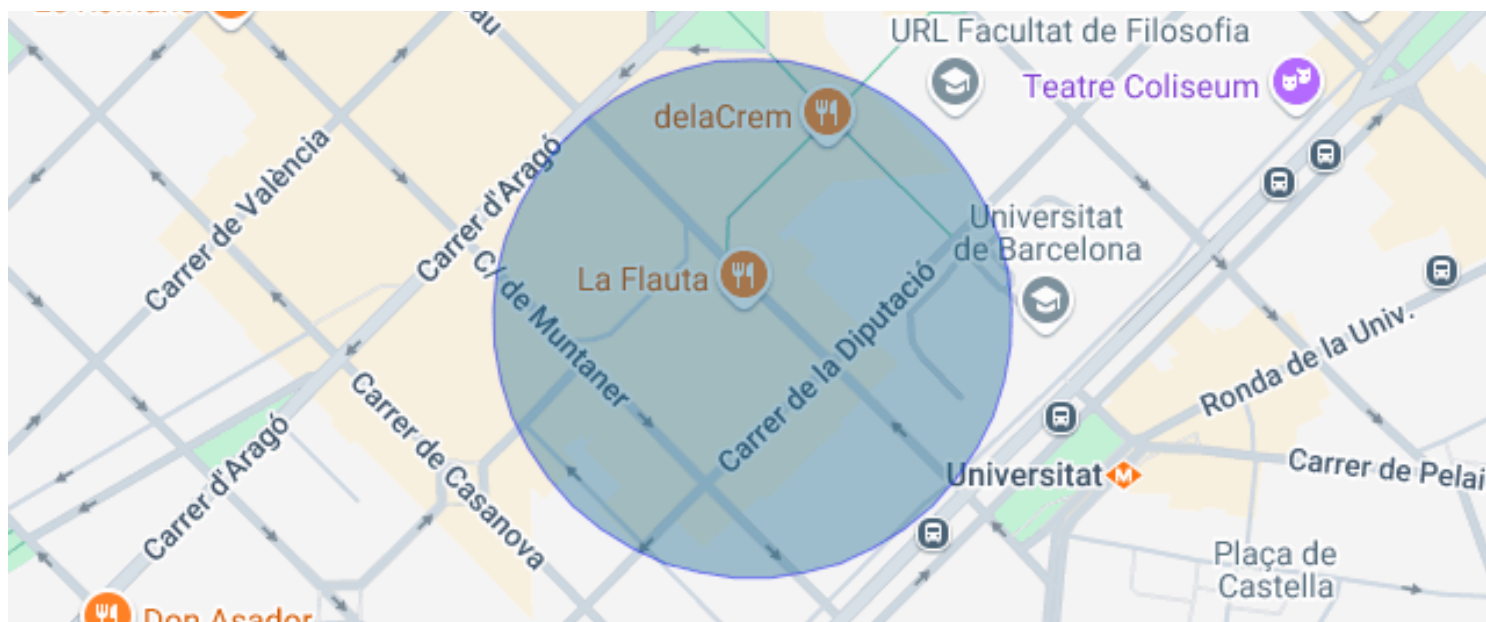 URL Facultat de Filosofia
Teatre Coliseum
delaCrem
Carrer de València
Carrer d'Aragó
C/ de Muntaner
Universitat
de Barcelona
La Flauta
Carrer de la Diputació
Ronda de la Univ.
Carrer de Casanova
Carrer d'Aragó
Universitat
M
Carrer de Pelai
Plaça de
Castella
Don Asador